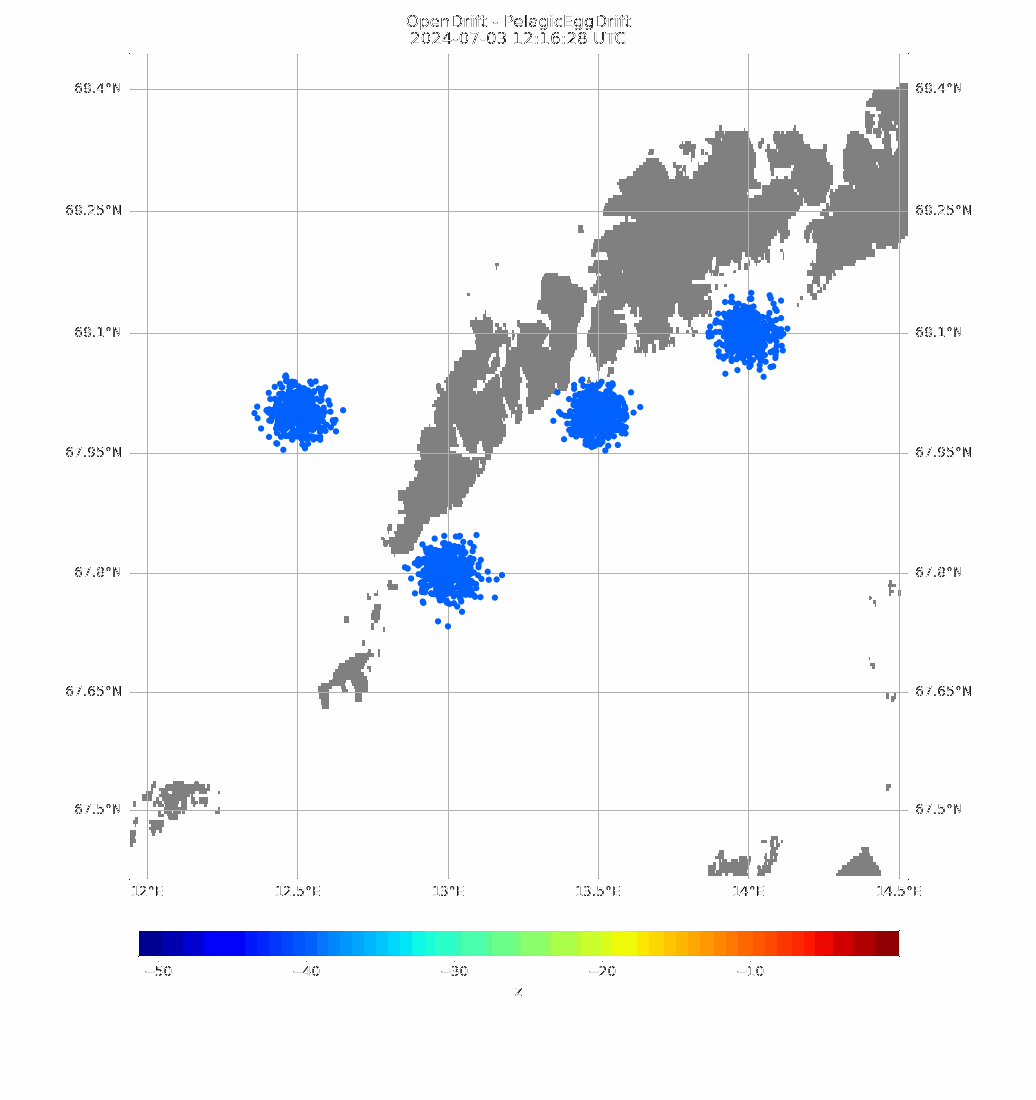 OpenDrift - PelagicEggDrift
2024-07-03 12:16:28 UTC
68.4°N 68.4°N
68.25°N 68.25°N
68.1°N 68.1°N
67.95°N 67.95°N
67.8°N 67.8°N
67.65°N 67.65°N
67.5°N 67.5°N
12°E 12.5°E 13°E 13.5°E 14°E 14.5°E
−50 −40 −30 −20 −10
z